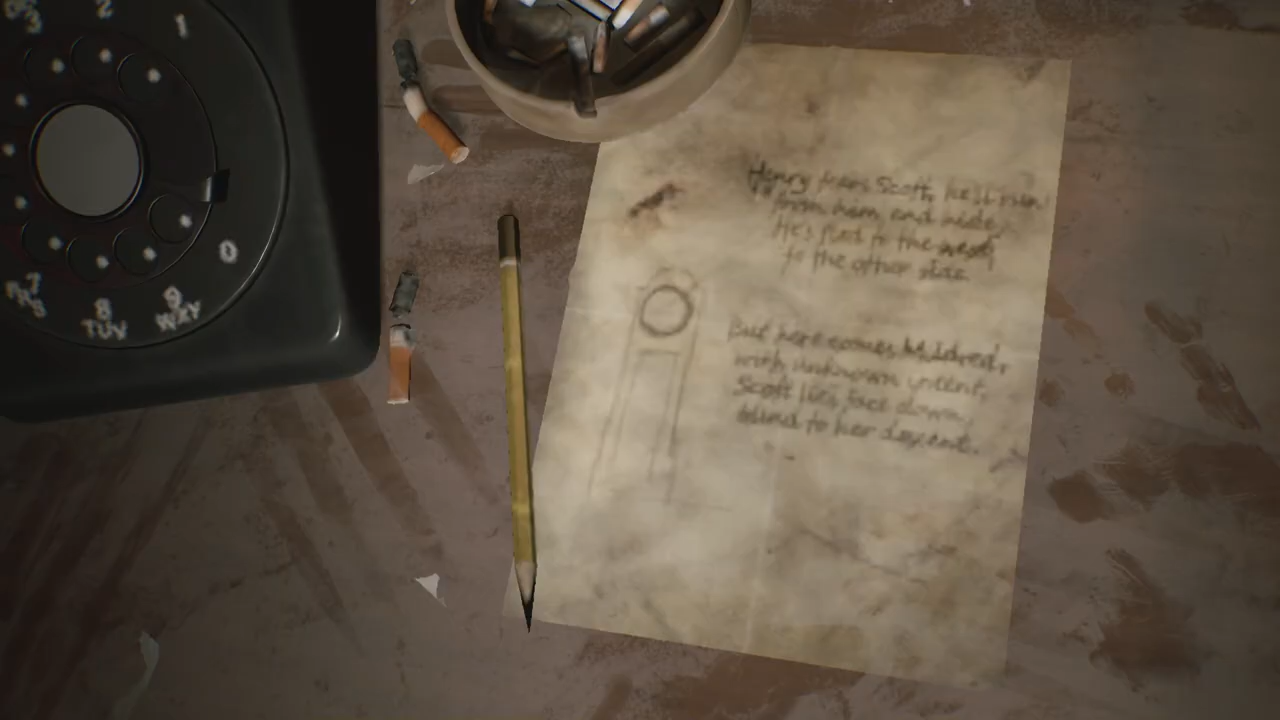 3
2
1
0
9
WXY
8
TUV
7
Henry fears Scott, he'll run
from him and hide,
He's fled to the west,
to the other side.
But here comes Mildred,
with unknown intent,
Scott lies face down,
blind to her